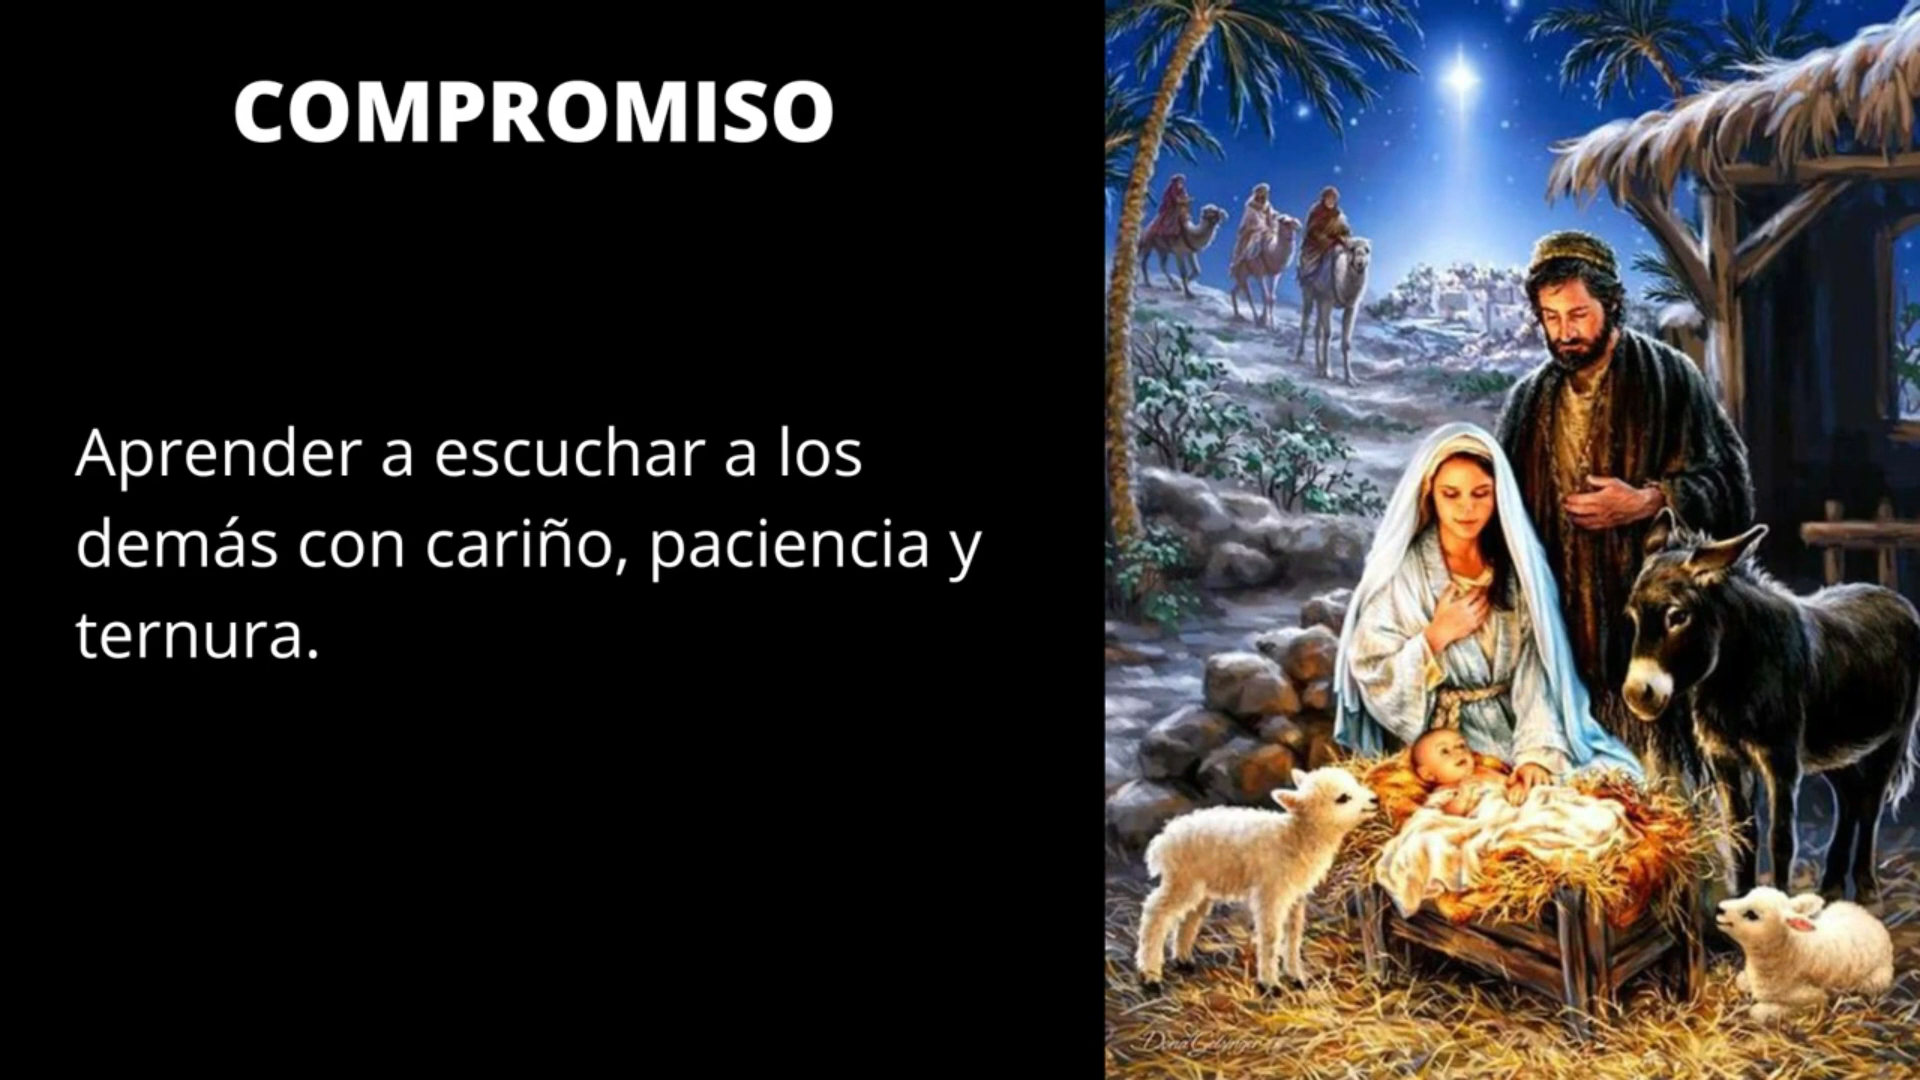 COMPROMISO
Aprender a escuchar a los
demás con cariño, paciencia y
ternura.